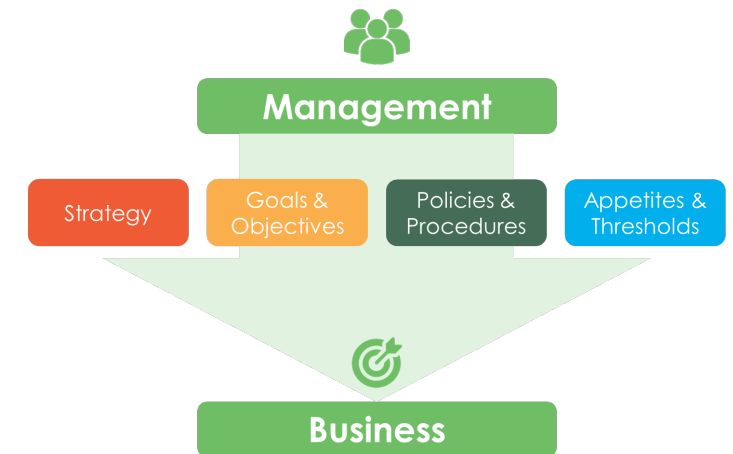 Management
Strategy
Goals &
Objectives
Policies &
Procedures
Appetites &
Thresholds
Business